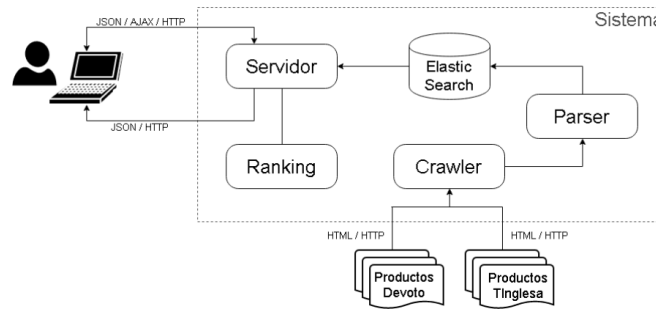 Sistema
JSON / AJAX / HTTP
Servidor
Elastic
Search
Parser
JSON / HTTP
Ranking
Crawler
HTML / HTTP
HTML / HTTP
Productos
Devoto
Productos
TInglesa